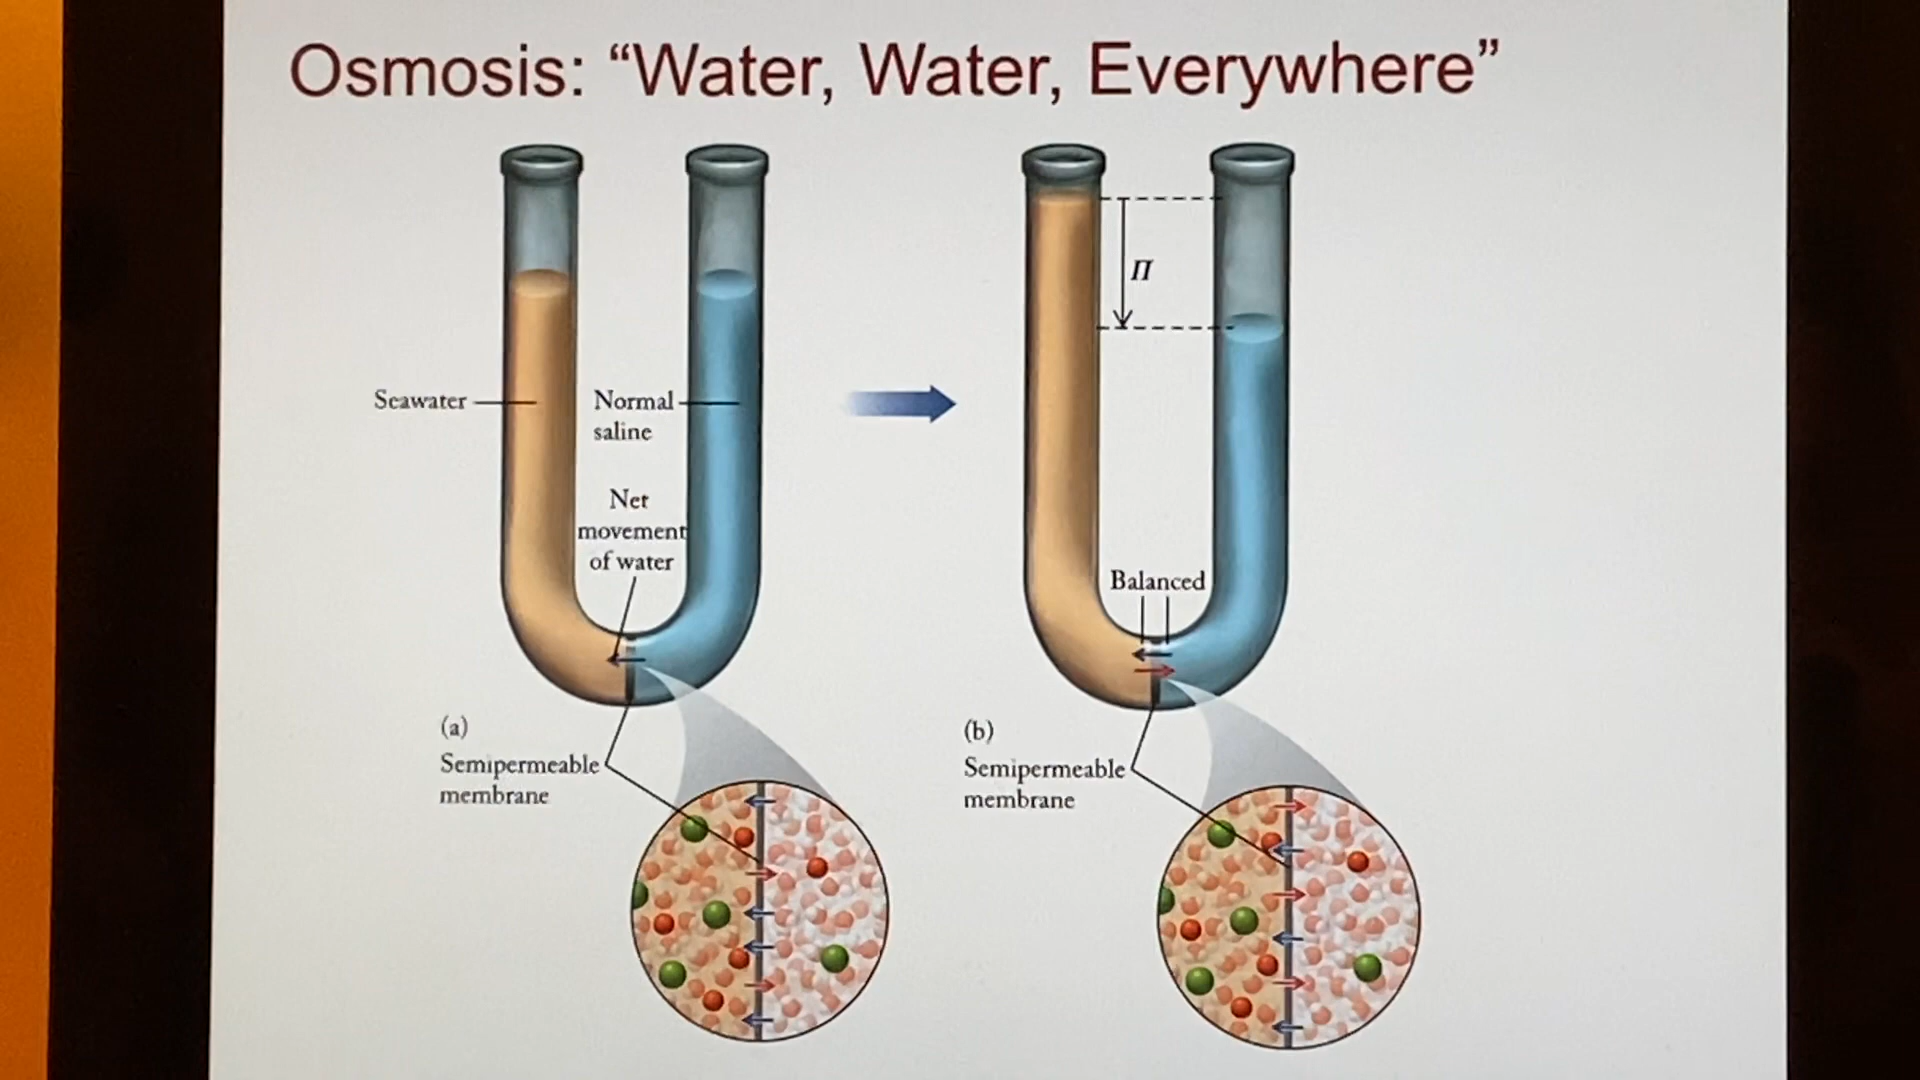 Osmosis: “Water, Water, Everywhere”
Seawater
Normal
saline
Net
movement
of water
(a)
Semipermeable
membrane
Π
Balanced
(b)
Semipermeable
membrane